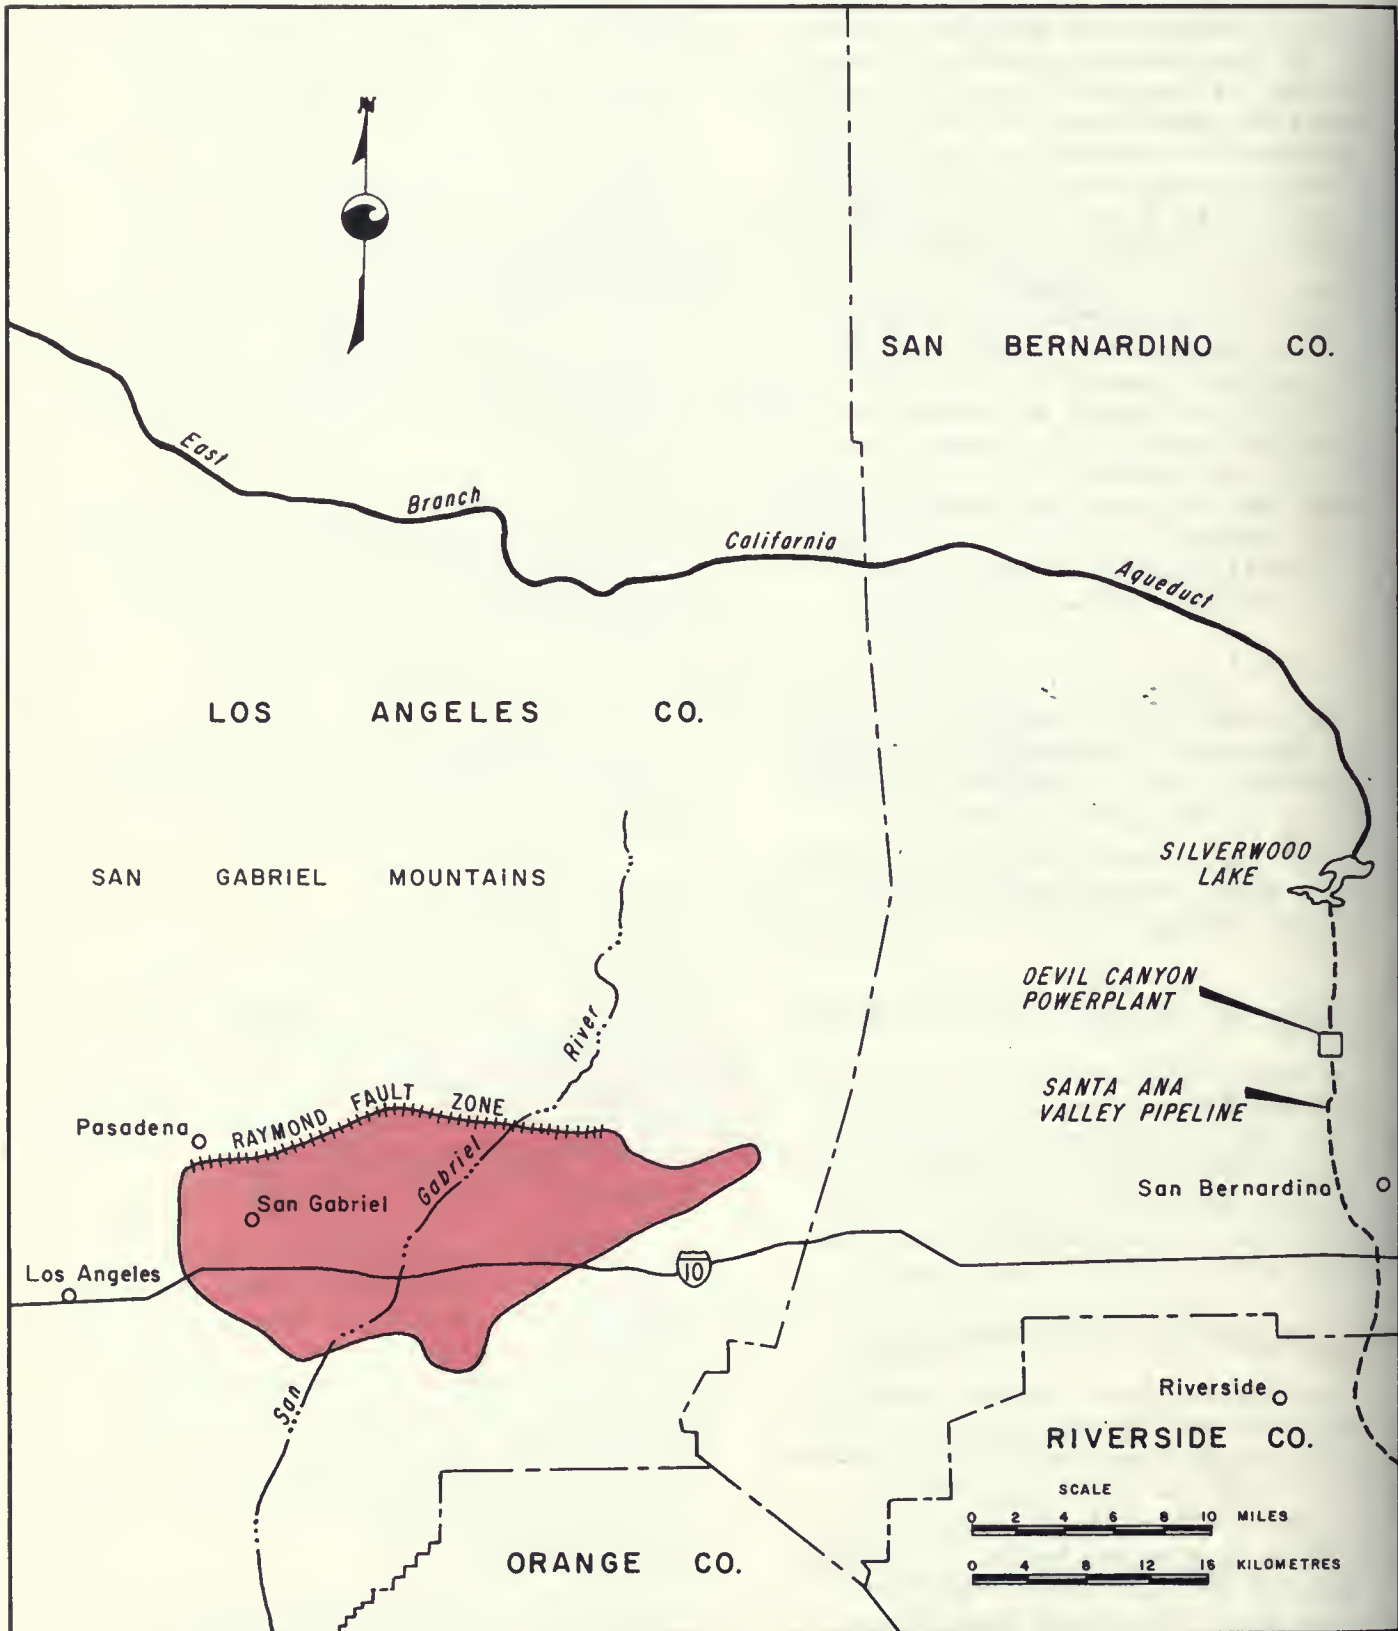 N
SAN BERNARDINO CO.
East Branch California Aqueduct
LOS ANGELES CO.
SAN GABRIEL MOUNTAINS
SILVERWOOD
LAKE
DEVIL CANYON
POWERPLANT
SANTA ANA
VALLEY PIPELINE
San Gabriel River
RAYMOND FAULT ZONE
Pasadena
San Gabriel
San Bernardino
Los Angeles
10
Riverside
RIVERSIDE CO.
ORANGE CO.
SCALE
0 2 4 6 8 10 MILES
0 4 8 12 16 KILOMETRES